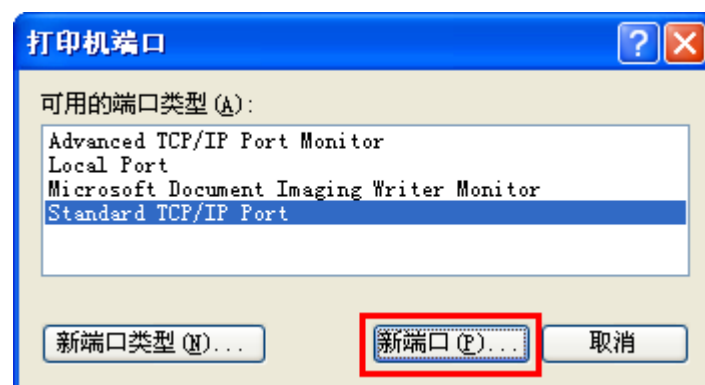 打印机端口
可用的端口类型(A):
Advanced TCP/IP Port Monitor
Local Port
Microsoft Document Imaging Writer Monitor
Standard TCP/IP Port
新端口类型(N)... 新端口(P)... 取消